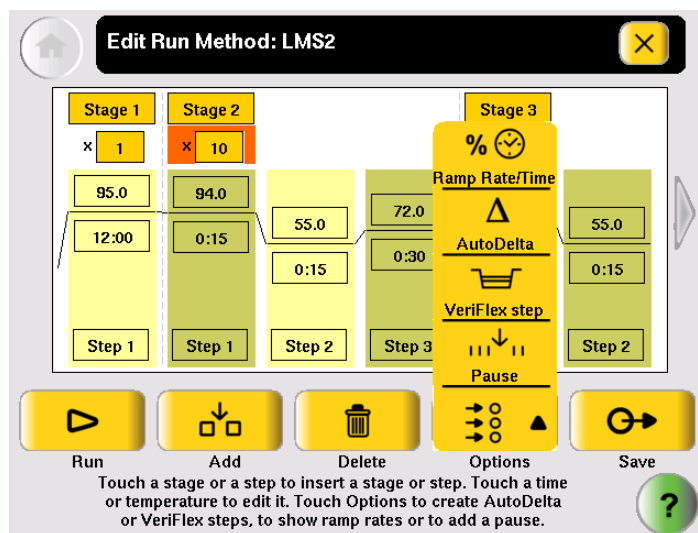 Edit Run Method: LMS2
Stage 1 Stage 2 Stage 3
x 1 x 10
% 
Ramp Rate/Time
95.0 94.0 55.0 72.0 55.0
12:00 0:15 0:15 0:30 0:15
Δ
AutoDelta
VeriFlex step
Pause
Step 1 Step 1 Step 2 Step 3 Step 2
Run Add Delete Options Save
Touch a stage or a step to insert a stage or step. Touch a time
or temperature to edit it. Touch Options to create AutoDelta
or VeriFlex steps, to show ramp rates or to add a pause.
?